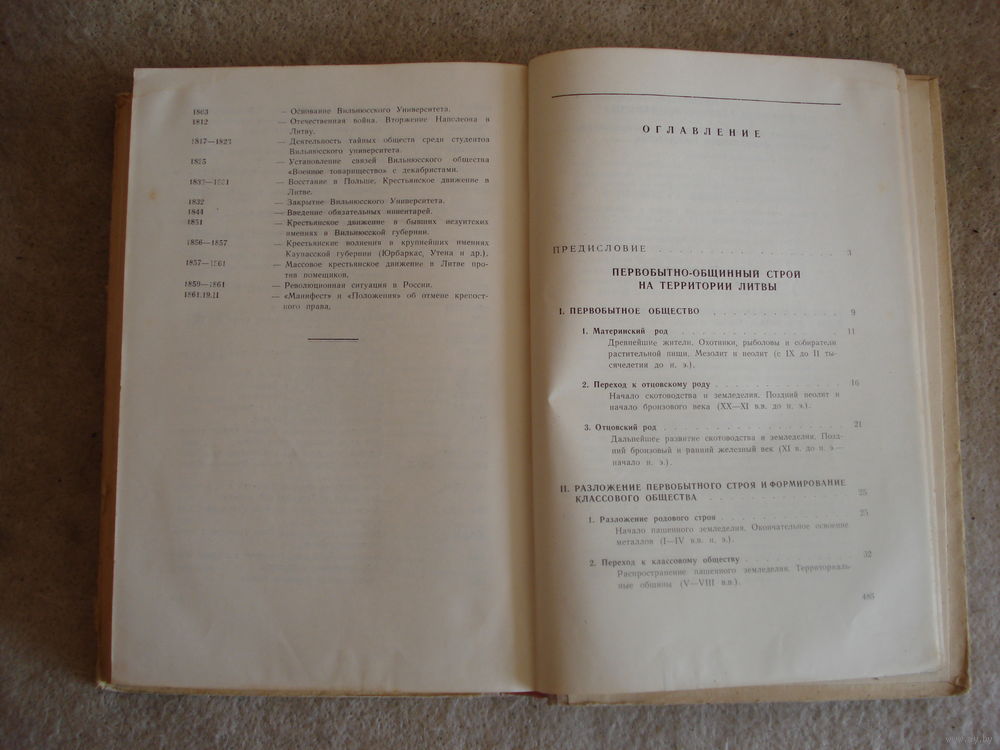 1803 — Основание Вильнюсского Университета.
1812 — Отечественная война. Вторжение Наполеона в
Литву.
1817—1823 — Деятельность тайных обществ среди студентов
Вильнюсского университета.
1825 — Установление связей Вильнюсского общества
«Военное товарищество» с декабристами.
— Восстание в Польше. Крестьянское движение в
Литве.
1832 — Закрытие Вильнюсского Университета.
1844 — Введение обязательных инвентарей.
1851 — Крестьянское движение в бывших иезуитских
имениях в Вильнюсской губернии.
1856—1857 — Крестьянские волнения в крупнейших имениях
Каунасской губернии (Юрбаркас, Утена и др.).
1857—1861 — Массовое крестьянское движение в Литве про-
тив помещиков.
1859—1861 — Революционная ситуация в России.
1861.19.II — «Манифест» и «Положения» об отмене крепост-
ного права.
ОГЛАВЛЕНИЕ
ПРЕДИСЛОВИЕ . . . . . . . . . . . 3
ПЕРВОБЫТНО-ОБЩИННЫЙ СТРОЙ
НА ТЕРРИТОРИИ ЛИТВЫ
I. ПЕРВОБЫТНОЕ ОБЩЕСТВО . . . . . . . . 9
1. Материнский род . . . . . . . . . . 11
Древнейшие жители. Охотники, рыболовы и собиратели
растительной пищи. Мезолит и неолит (с IX до II ты-
сячелетия до н. э.).
2. Переход к отцовскому роду . . . . . . . . 16
Начало скотоводства и земледелия. Поздний неолит и
начало бронзового века (XX—XI в.в. до н. э.).
3. Отцовский род . . . . . . . . . . 21
Дальнейшее развитие скотоводства и земледелия. Позд-
ний бронзовый и ранний железный век (XI в. до н. э.—
начало н. э.).
II. РАЗЛОЖЕНИЕ ПЕРВОБЫТНОГО СТРОЯ И ФОРМИРОВАНИЕ
КЛАССОВОГО ОБЩЕСТВА . . . . . . . . 25
1. Разложение родового строя . . . . . . . . 25
Начало пашенного земледелия. Окончательное освоение
металлов (I—IV в.в. н. э.).
2. Переход к классовому обществу . . . . . . . 32
Распространение пашенного земледелия. Территориаль-
ные общины (V—VIII в.в.).
485